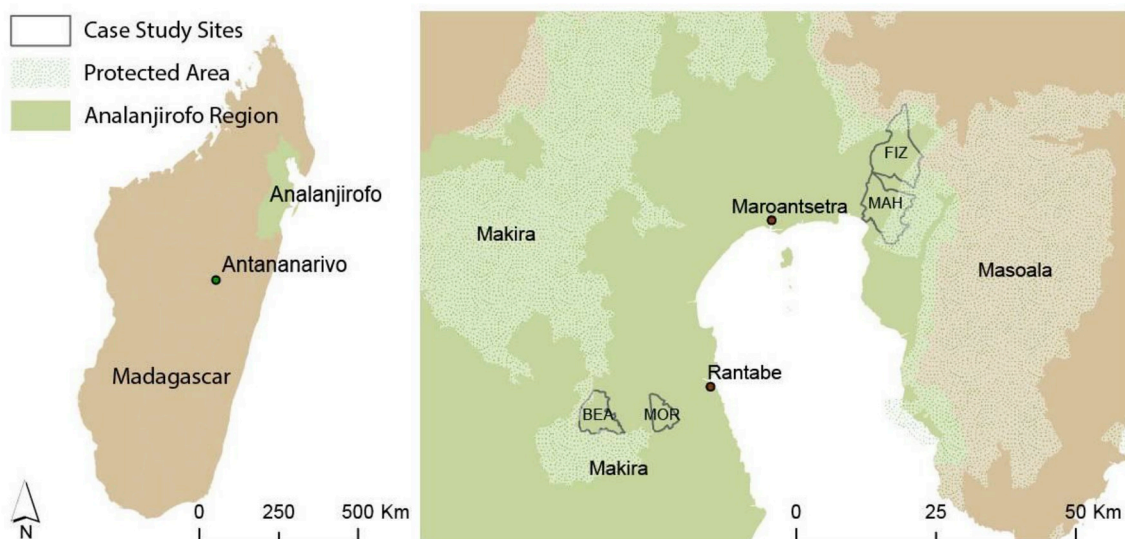 Case Study Sites
Protected Area
Analanjirofo Region
Analanjirofo
Antananarivo
Madagascar
N
0 250 500 Km
FIZ
MAH
Maroantsetra
Makira
Masoala
Rantabe
BEA
MOR
Makira
0 25 50 Km